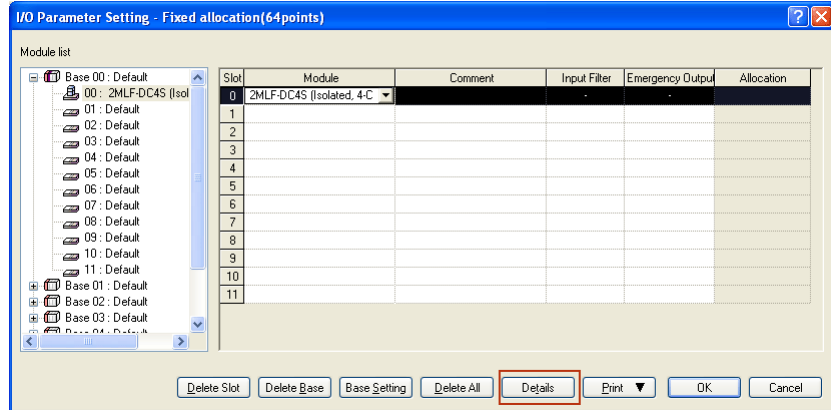 I/O Parameter Setting - Fixed allocation(64points)
Module list
Base 00 : Default
00 : 2MLF-DC4S (Isol
01 : Default
02 : Default
03 : Default
04 : Default
05 : Default
06 : Default
07 : Default
08 : Default
09 : Default
10 : Default
11 : Default
Base 01 : Default
Base 02 : Default
Base 03 : Default
Base 04 : Default
Slot Module Comment Input Filter Emergency Output Allocation
0 2MLF-DC4S (Isolated, 4-C - -
1
2
3
4
5
6
7
8
9
10
11
Delete Slot Delete Base Base Setting Delete All Details Print ▼ OK Cancel